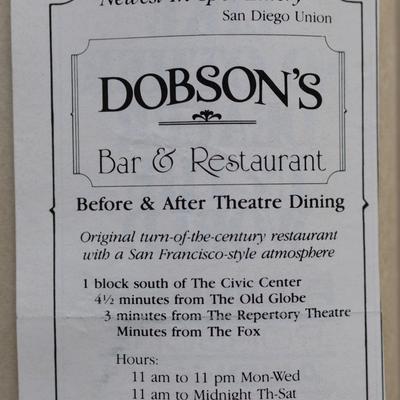 San Diego Union
DOBSON'S
Bar & Restaurant
Before & After Theatre Dining
Original turn-of-the-century restaurant
with a San Francisco-style atmosphere
1 block south of The Civic Center
4½ minutes from The Old Globe
3 minutes from The Repertory Theatre
Minutes from The Fox
Hours:
11 am to 11 pm Mon-Wed
11 am to Midnight Th-Sat